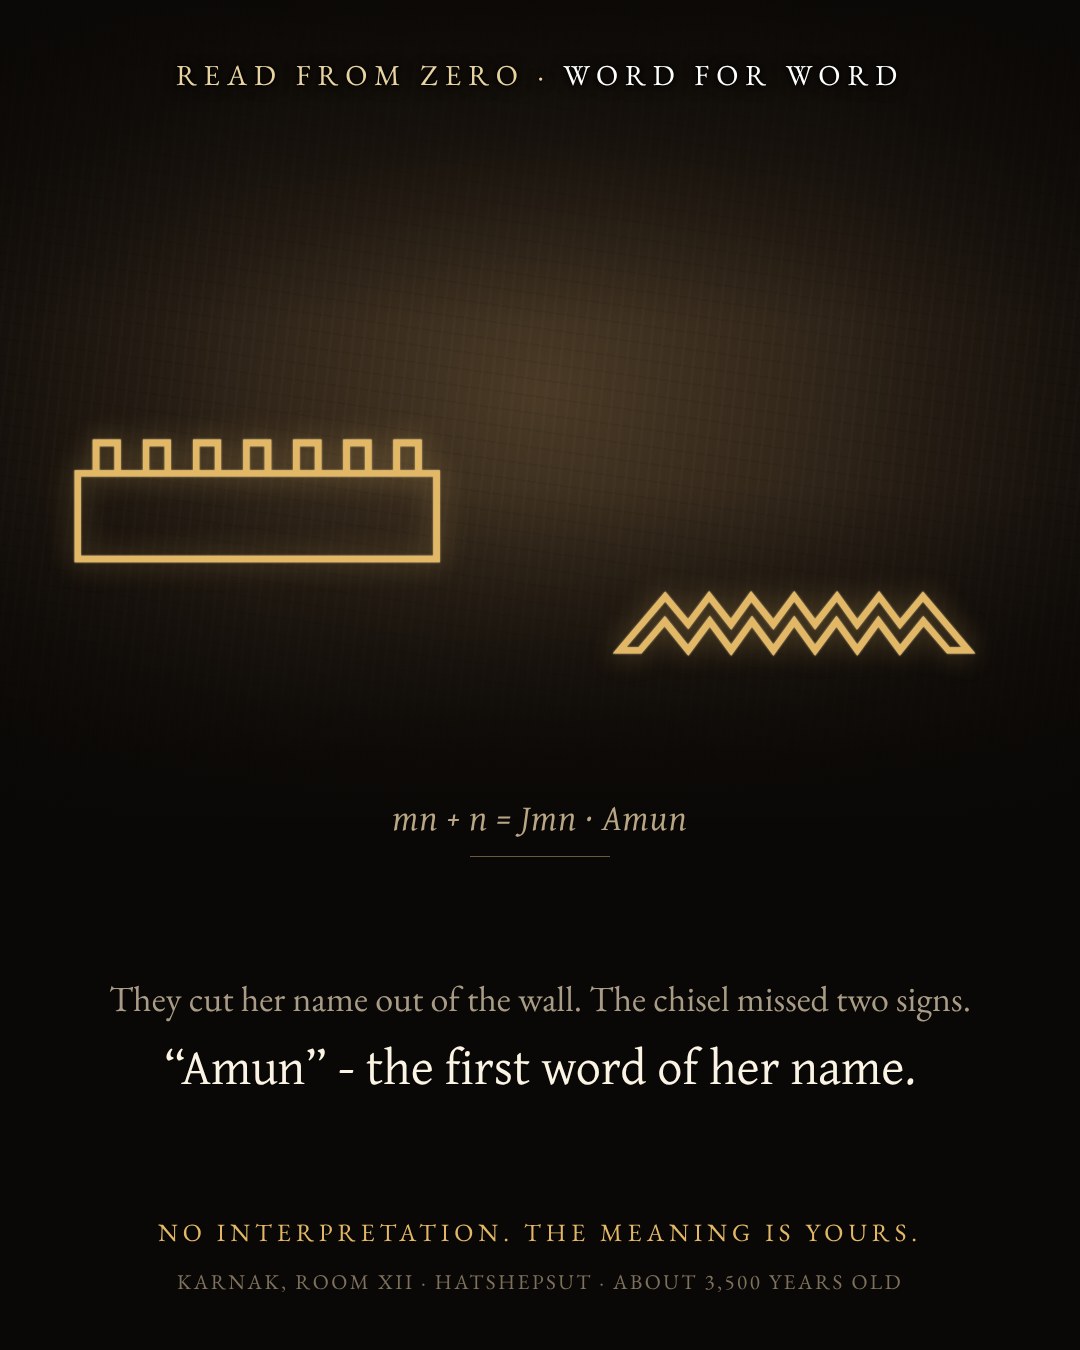 READ FROM ZERO · WORD FOR WORD
𓏠 𓈖
mn + n = Jmn · Amun
They cut her name out of the wall. The chisel missed two signs.
“Amun” - the first word of her name.
NO INTERPRETATION. THE MEANING IS YOURS.
KARNAK, ROOM XII · HATSHEPSUT · ABOUT 3,500 YEARS OLD